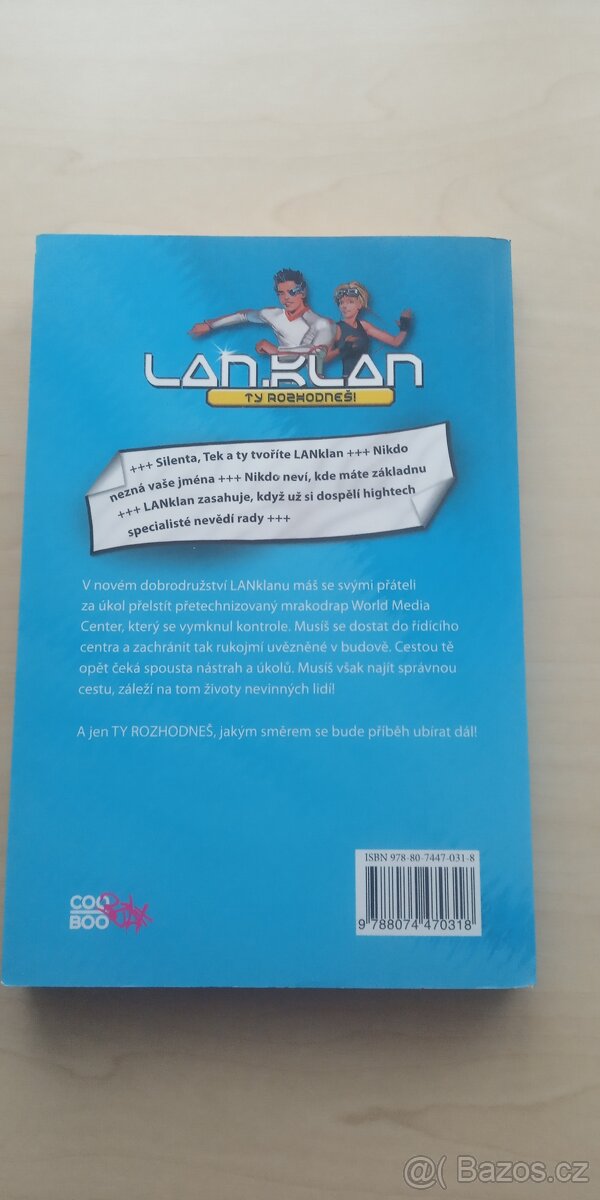 LAN.KLAN
TY ROZHODNEŠ!
+++ Silenta, Tek a ty tvoříte LANklan +++ Nikdo
nezná vaše jména +++ Nikdo neví, kde máte základnu
+++ LANklan zasahuje, když už si dospělí hightech
specialisté nevědí rady +++
V novém dobrodružství LANklanu máš se svými přáteli
za úkol přelstít přetechnizovaný mrakodrap World Media
Center, který se vymknul kontrole. Musíš se dostat do řídícího
centra a zachránit tak rukojmí uvězněné v budově. Cestou tě
opět čeká spousta nástrah a úkolů. Musíš však najít správnou
cestu, záleží na tom životy nevinných lidí!
A jen TY ROZHODNEŠ, jakým směrem se bude příběh ubírat dál!
ISBN 978-80-7447-031-8
9 788074 470318
COO
BOO
Bazos.cz